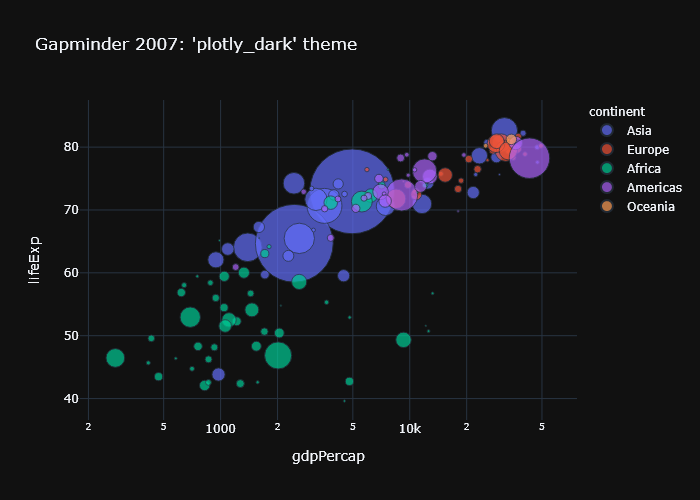 Gapminder 2007: 'plotly_dark' theme
continent
Asia
Europe
Africa
Americas
Oceania
lifeExp
80
70
60
50
40
2 5 1000 2 5 10k 2 5
gdpPercap